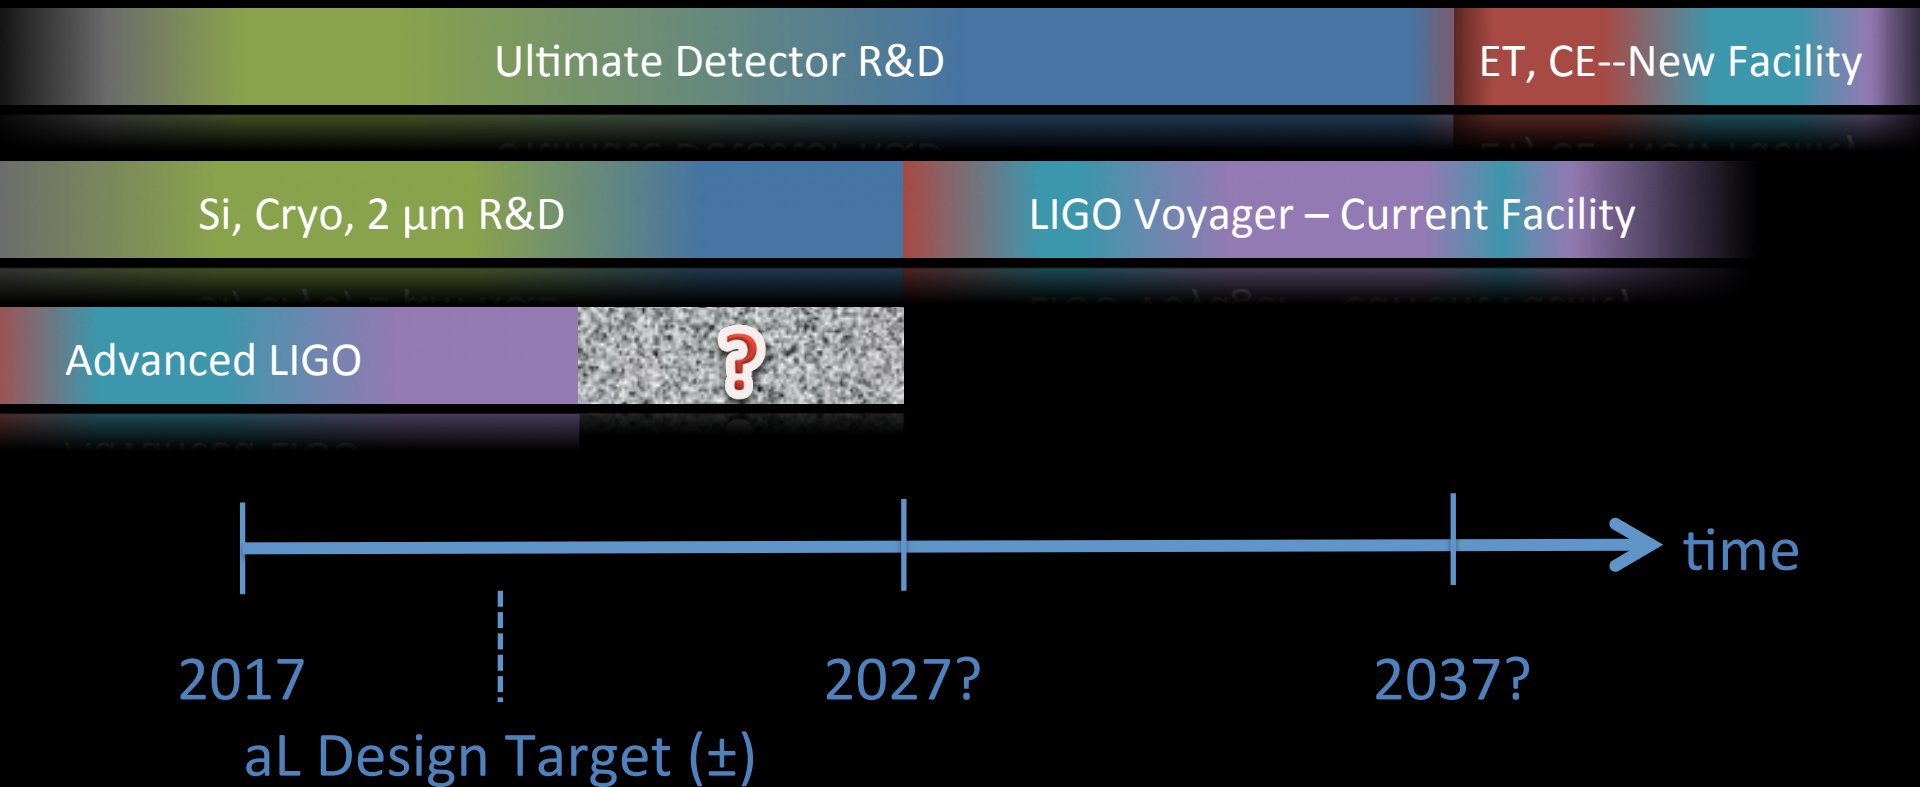 Ultimate Detector R&D
ET, CE--New Facility
Si, Cryo, 2 µm R&D
LIGO Voyager – Current Facility
Advanced LIGO
?
time
2017
2027?
2037?
aL Design Target (±)